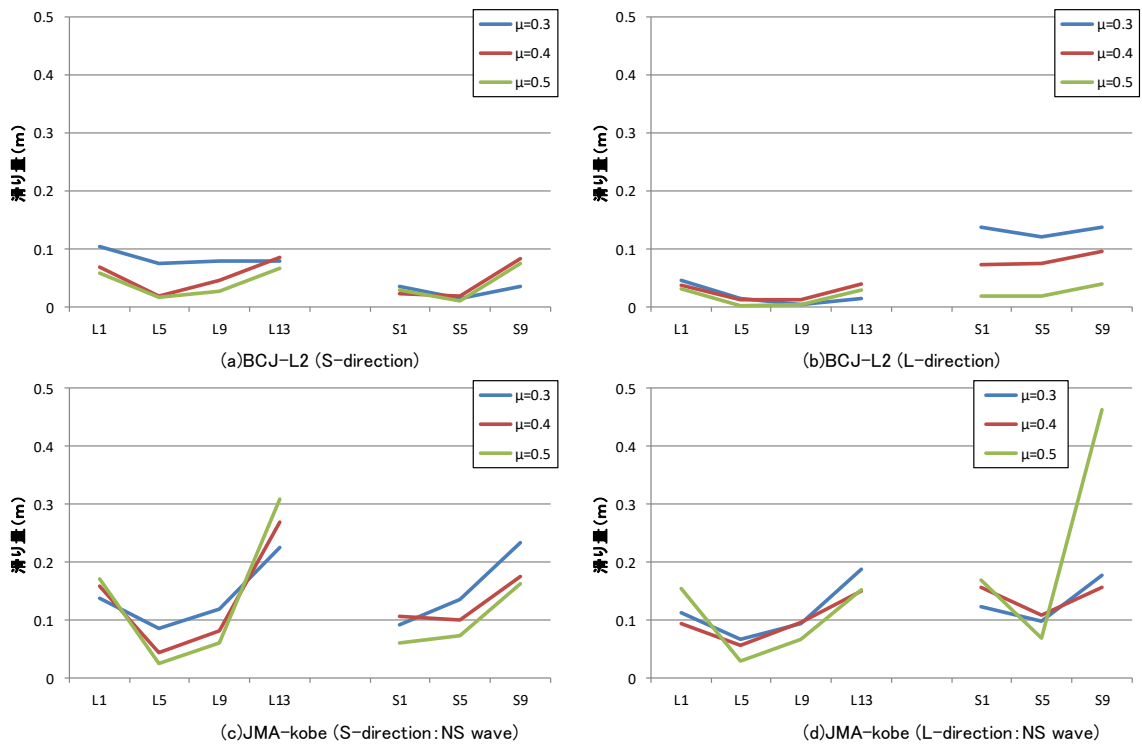 0.5
0.4
0.3
0.2
0.1
0
滑り量(m)
μ=0.3
μ=0.4
μ=0.5
L1 L5 L9 L13 S1 S5 S9
(a)BCJ-L2 (S-direction)
0.5
0.4
0.3
0.2
0.1
0
滑り量(m)
μ=0.3
μ=0.4
μ=0.5
L1 L5 L9 L13 S1 S5 S9
(b)BCJ-L2 (L-direction)
0.5
0.4
0.3
0.2
0.1
0
滑り量(m)
μ=0.3
μ=0.4
μ=0.5
L1 L5 L9 L13 S1 S5 S9
(c)JMA-kobe (S-direction:NS wave)
0.5
0.4
0.3
0.2
0.1
0
滑り量(m)
μ=0.3
μ=0.4
μ=0.5
L1 L5 L9 L13 S1 S5 S9
(d)JMA-kobe (L-direction:NS wave)